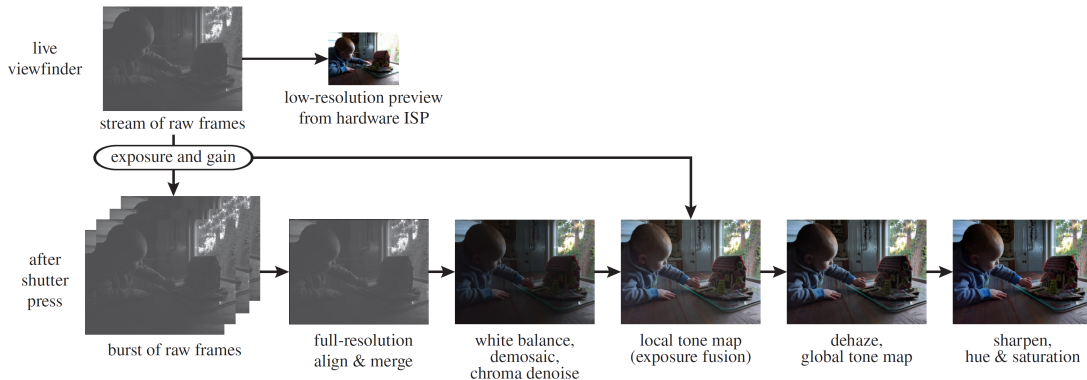 live
viewfinder
stream of raw frames
low-resolution preview
from hardware ISP
exposure and gain
after
shutter
press
burst of raw frames
full-resolution
align & merge
white balance,
demosaic,
chroma denoise
local tone map
(exposure fusion)
dehaze,
global tone map
sharpen,
hue & saturation